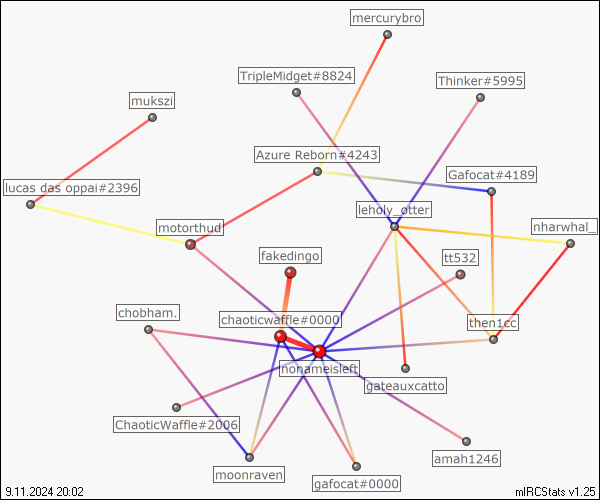 mercurybro
TripleMidget#8824
Thinker#5995
mukszi
Azure Reborn#4243
Gafocat#4189
lucas das oppai#2396
leholy_otter
motorthud
nharwhal_
fakedingo
tt532
chobham.
chaoticwaffle#0000
then1cc
nonameisleft
gateauxcatto
ChaoticWaffle#2006
amah1246
moonraven
gafocat#0000
9.11.2024 20:02
mIRCStats v1.25